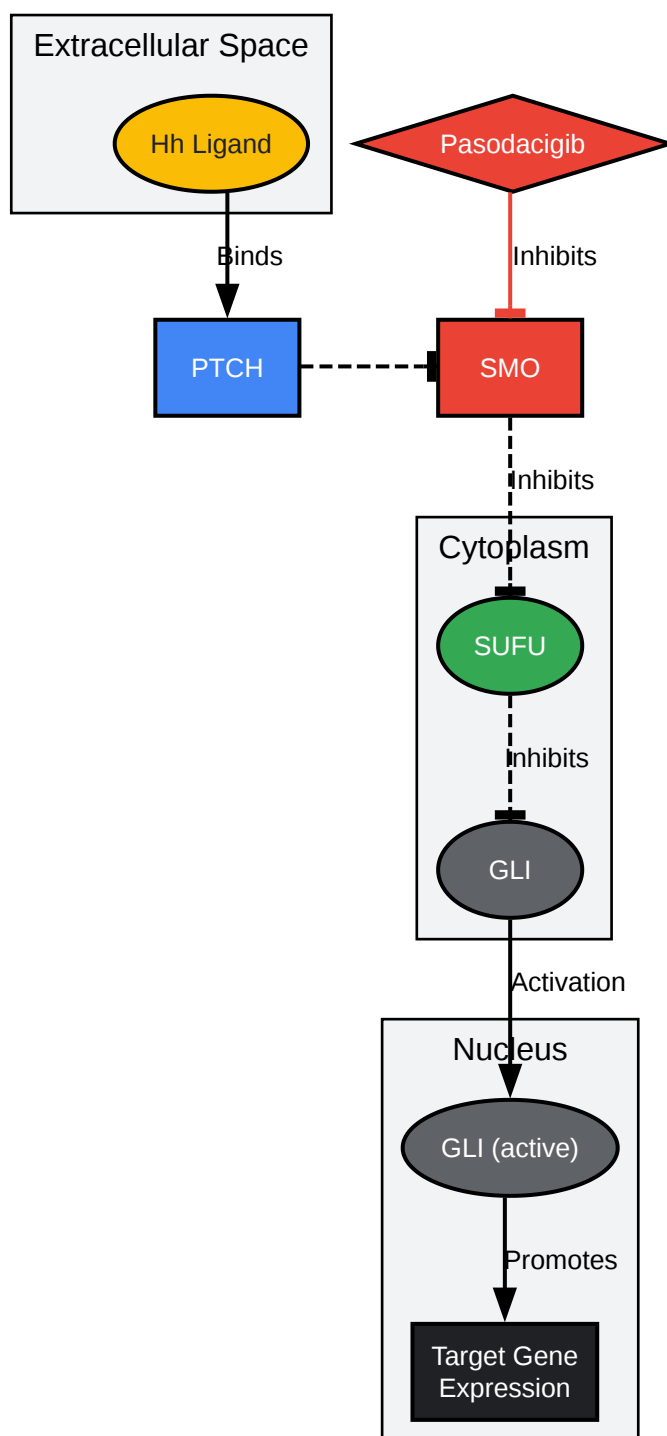 Extracellular Space
Hh Ligand
Pasodacigib
Binds
Inhibits
PTCH
SMO
Inhibits
Cytoplasm
SUFU
Inhibits
GLI
Activation
Nucleus
GLI (active)
Promotes
Target Gene
Expression